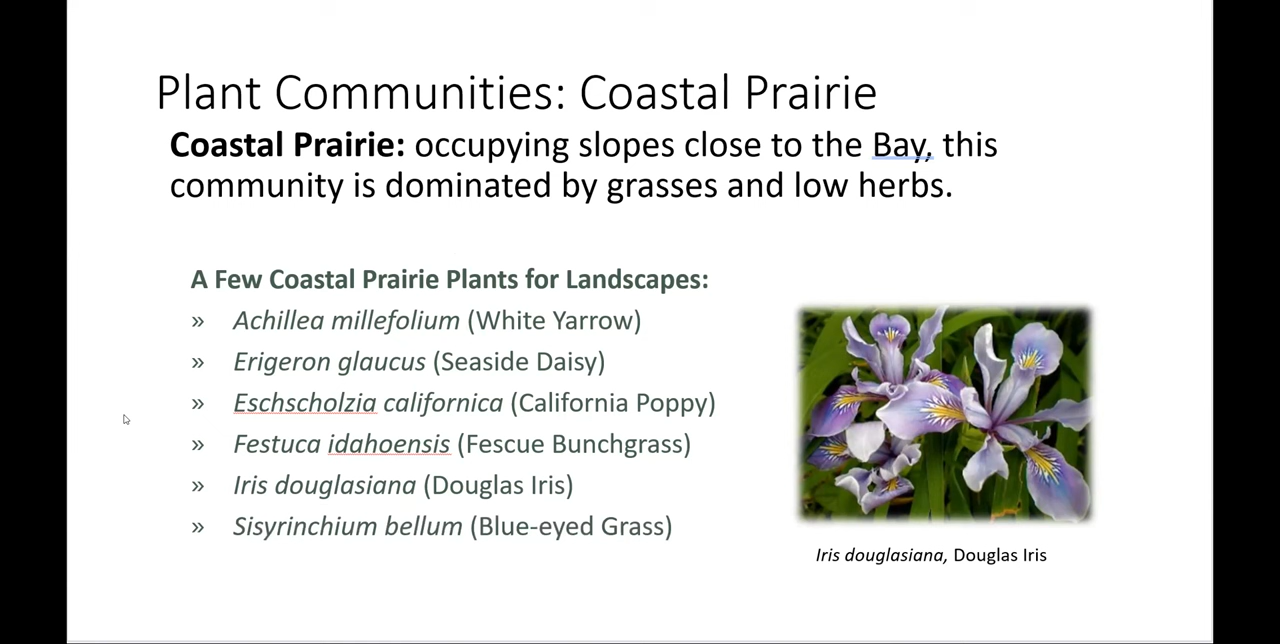 Plant Communities: Coastal Prairie
Coastal Prairie: occupying slopes close to the Bay, this
community is dominated by grasses and low herbs.
A Few Coastal Prairie Plants for Landscapes:
» Achillea millefolium (White Yarrow)
» Erigeron glaucus (Seaside Daisy)
» Eschscholzia californica (California Poppy)
» Festuca idahoensis (Fescue Bunchgrass)
» Iris douglasiana (Douglas Iris)
» Sisyrinchium bellum (Blue-eyed Grass)
Iris douglasiana, Douglas Iris